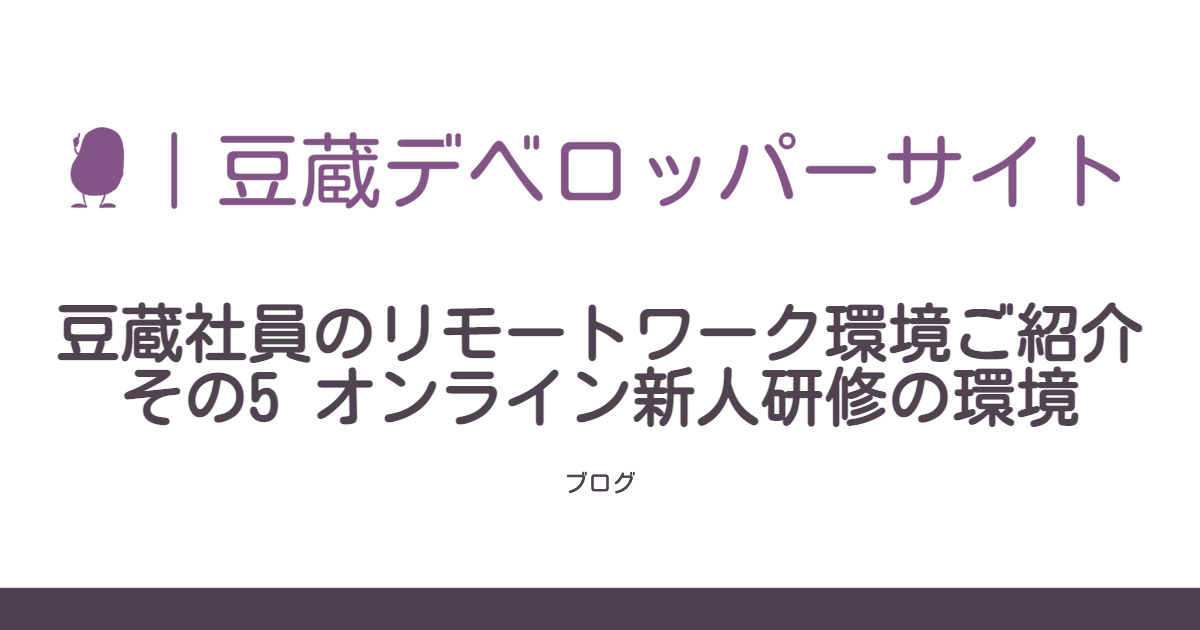 ｜豆蔵デベロッパーサイト
豆蔵社員のリモートワーク環境ご紹介
その5 オンライン新人研修の環境
ブログ